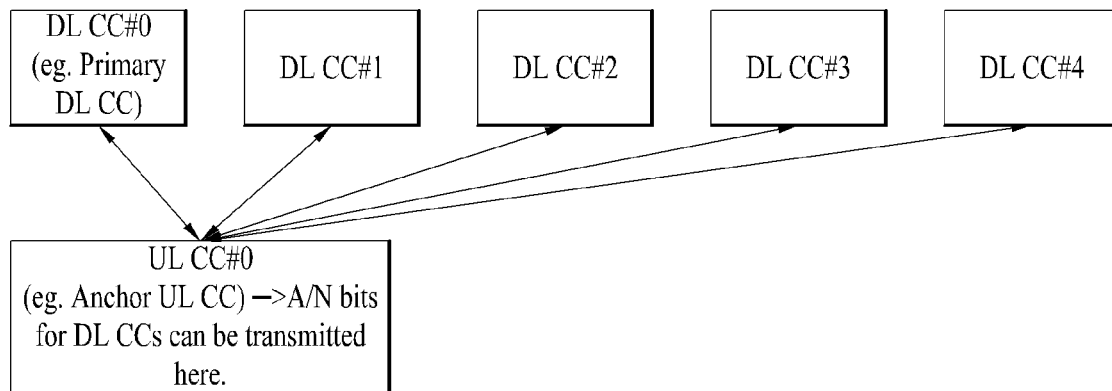 DL CC#0
(eg. Primary
DL CC)
DL CC#1
DL CC#2
DL CC#3
DL CC#4
UL CC#0
(eg. Anchor UL CC) —>A/N bits
for DL CCs can be transmitted
here.